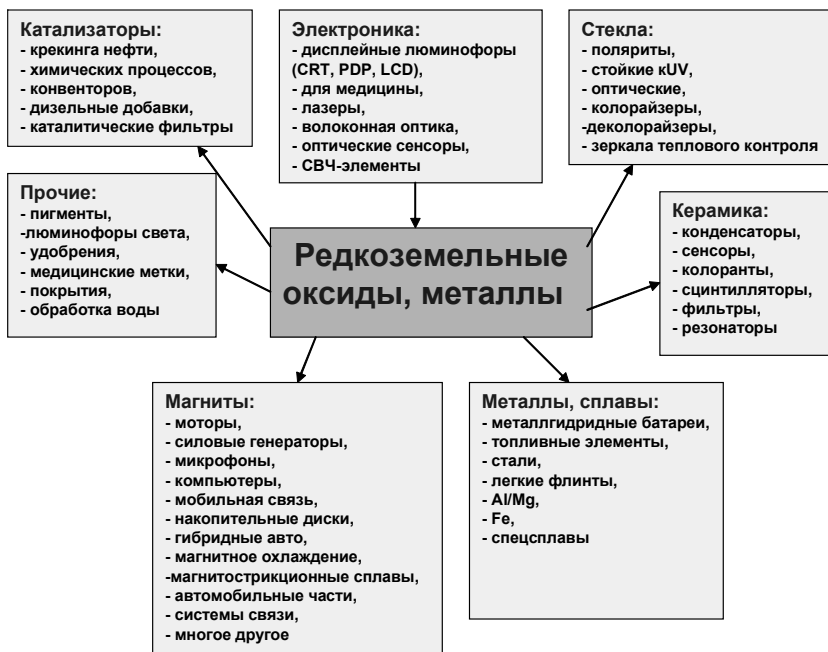 Катализаторы:
- крекинга нефти,
- химических процессов,
- конвенторов,
- дизельные добавки,
- каталитические фильтры
Электроника:
- дисплейные люминофоры
(CRT, PDP, LCD),
- для медицины,
- лазеры,
- волоконная оптика,
- оптические сенсоры,
- СВЧ-элементы
Стекла:
- поляриты,
- стойкие кUV,
- оптические,
- колорайзеры,
-деколорайзеры,
- зеркала теплового контроля
Прочие:
- пигменты,
-люминофоры света,
- удобрения,
- медицинские метки,
- покрытия,
- обработка воды
Редкоземельные
оксиды, металлы
Керамика:
- конденсаторы,
- сенсоры,
- колоранты,
- сцинтилляторы,
- фильтры,
- резонаторы
Магниты:
- моторы,
- силовые генераторы,
- микрофоны,
- компьютеры,
- мобильная связь,
- накопительные диски,
- гибридные авто,
- магнитное охлаждение,
-магнитострикционные сплавы,
- автомобильные части,
- системы связи,
- многое другое
Металлы, сплавы:
- металлгидридные батареи,
- топливные элементы,
- стали,
- легкие флинты,
- Al/Mg,
- Fe,
- спецсплавы